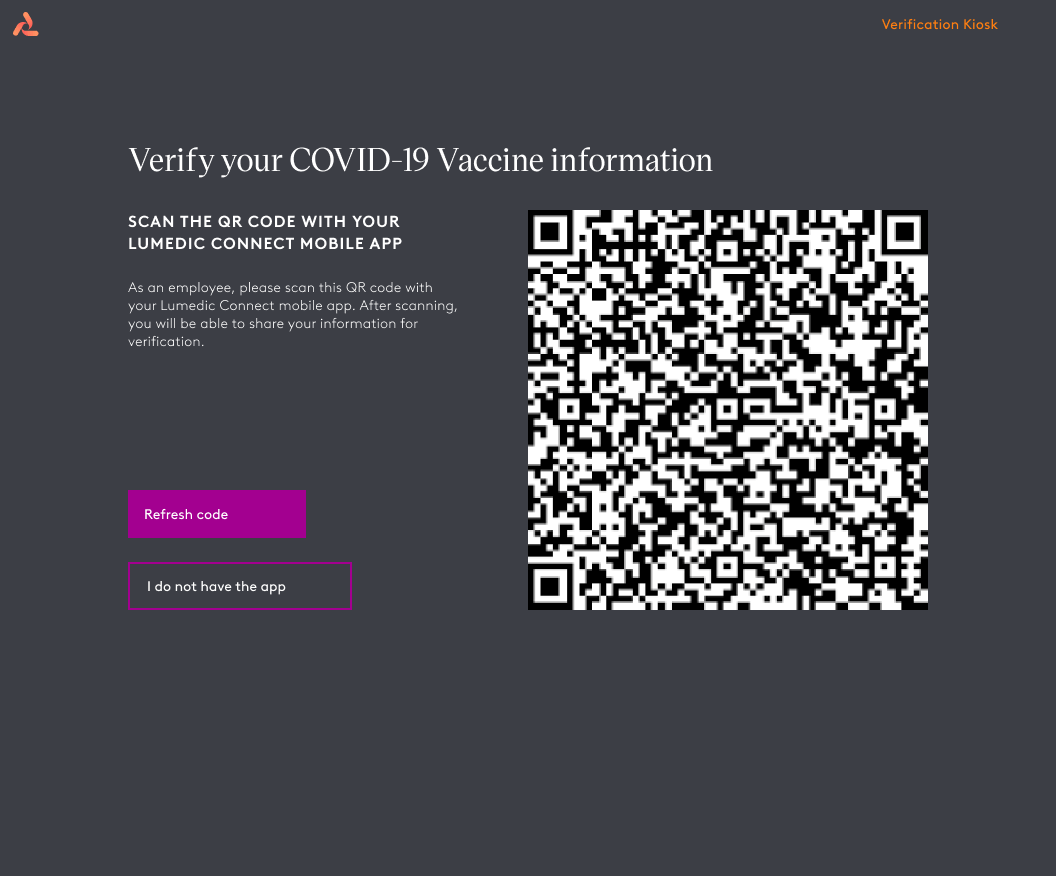 Verification Kiosk
Verify your COVID-19 Vaccine information
SCAN THE QR CODE WITH YOUR
LUMEDIC CONNECT MOBILE APP
As an employee, please scan this QR code with
your Lumedic Connect mobile app. After scanning,
you will be able to share your information for
verification.
Refresh code
I do not have the app